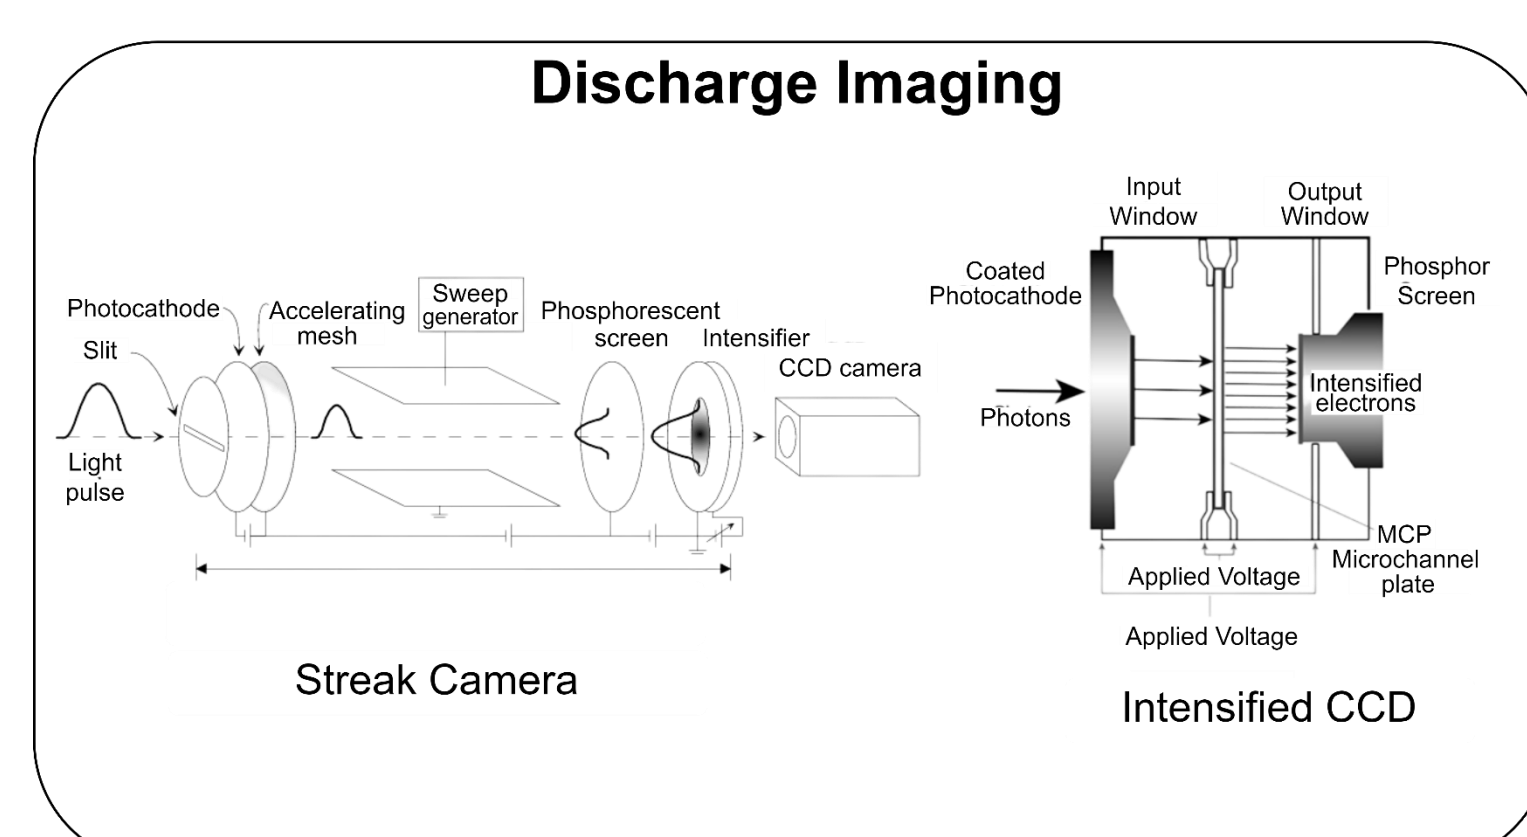 Discharge Imaging
Photocathode
Slit
Light
pulse
Accelerating
mesh
Sweep
generator
Phosphorescent
screen
Intensifier
CCD camera
Streak Camera
Input
Window
Output
Window
Coated
Photocathode
Phosphor
Screen
Photons
Intensified
electrons
MCP
Microchannel
plate
Applied Voltage
Applied Voltage
Intensified CCD